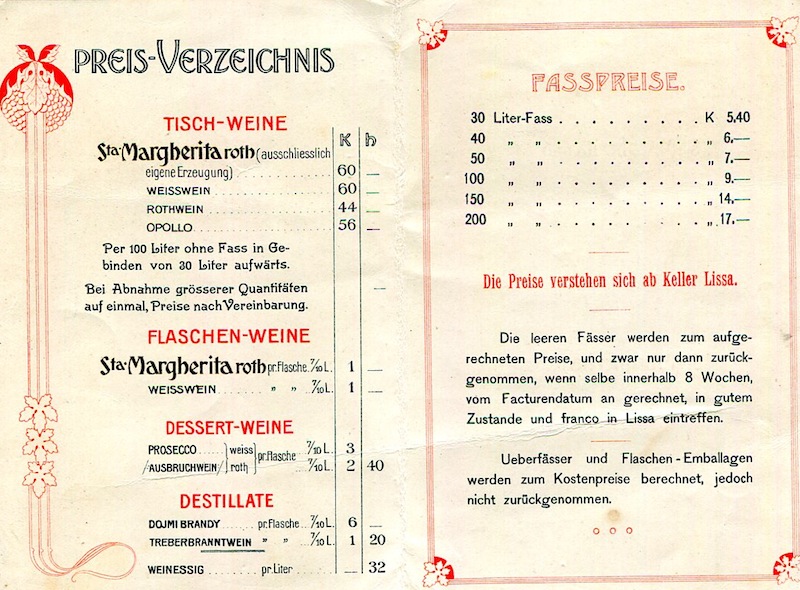 PREIS-VERZEICHNIS
TISCH-WEINE
K h
Sta. Margherita roth (ausschliesslich
eigene Erzeugung) . . . . . . 60 —
WEISSWEIN . . . . . . 60 —
ROTHWEIN . . . . . . 44 —
OPOLLO . . . . . . 56 —
Per 100 Liter ohne Fass in Ge-
binden von 30 Liter aufwärts.
Bei Abnahme grösserer Quantitäten —
auf einmal, Preise nach Vereinbarung.
FLASCHEN-WEINE
Sta. Margherita roth pr. Flasche. 7/10 L. 1 —
WEISSWEIN . . . . . . „ „ 7/10 L. 1 —
DESSERT-WEINE
PROSECCO . . . . } weiss } pr. Flasche 7/10 L. 3
AUSBRUCHWEIN } roth } . . . . 7/10 L. 2 40
DESTILLATE
DOJMI BRANDY . . . . . . pr. Flasche . . . 7/10 L. 6 —
TREBERBRANNTWEIN „ „ 7/10 L. 1 20
WEINESSIG . . . . . . pr. Liter . . . . — 32
FASSPREISE.
30 Liter-Fass . . . . . . . . . K 5.40
40 „ „ . . . . . . . . . „ 6.—
50 „ „ . . . . . . . . . „ 7.—
100 „ „ . . . . . . . . . „ 9.—
150 „ „ . . . . . . . . . „ 14.—
200 „ „ . . . . . . . . . „ 17.—
Die Preise verstehen sich ab Keller Lissa.
Die leeren Fässer werden zum aufge-
rechneten Preise, und zwar nur dann zurück-
genommen, wenn selbe innerhalb 8 Wochen,
vom Facturendatum an gerechnet, in gutem
Zustande und franco in Lissa eintreffen.
Ueberfässer und Flaschen-Emballagen
werden zum Kostenpreise berechnet, jedoch
nicht zurückgenommen.